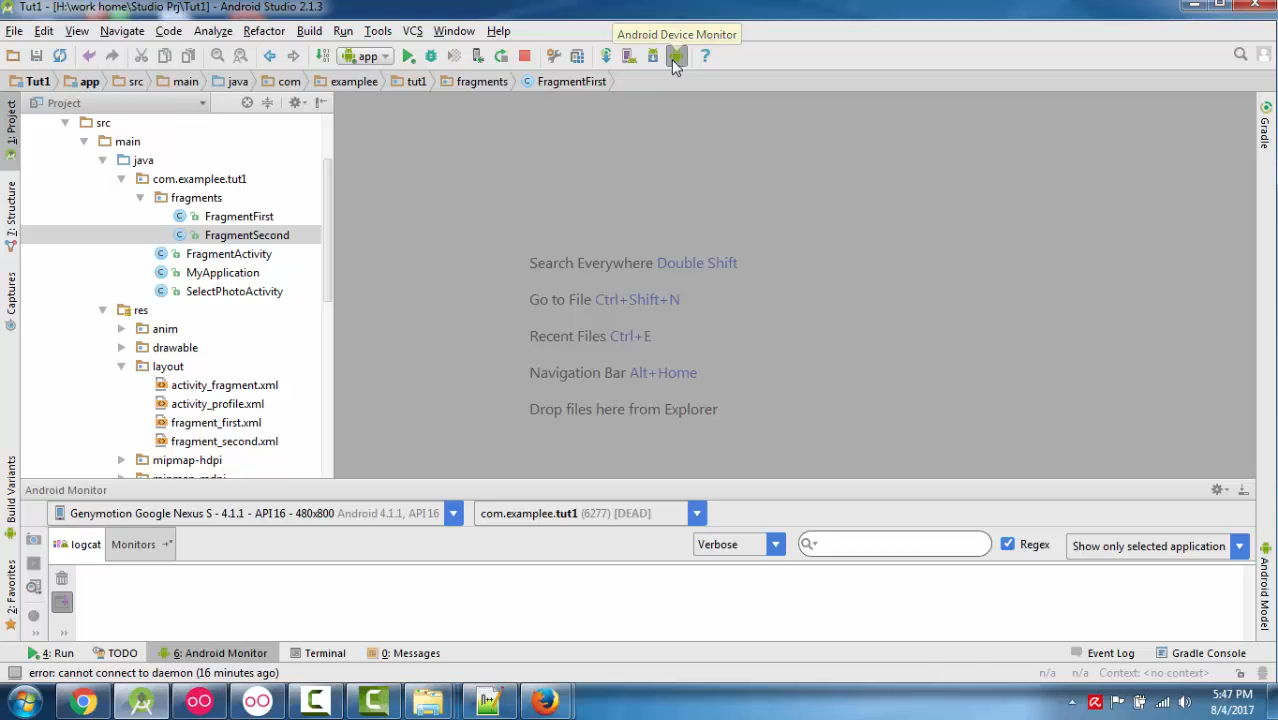 Tut1 - [H:\work home\Studio Prj\Tut1] - Android Studio 2.1.3
File Edit View Navigate Code Analyze Refactor Build Run Tools VCS Window Help
Android Device Monitor
app
Tut1 app src main java com examplee tut1 fragments FragmentFirst
1: Project
7: Structure
Captures
Build Variants
2: Favorites
Project
src
main
java
com.examplee.tut1
fragments
FragmentFirst
FragmentSecond
FragmentActivity
MyApplication
SelectPhotoActivity
res
anim
drawable
layout
activity_fragment.xml
activity_profile.xml
fragment_first.xml
fragment_second.xml
mipmap-hdpi
Search Everywhere Double Shift
Go to File Ctrl+Shift+N
Recent Files Ctrl+E
Navigation Bar Alt+Home
Drop files here from Explorer
Gradle
Android Model
Android Monitor
Genymotion Google Nexus S - 4.1.1 - API 16 - 480x800 Android 4.1.1, API 16
com.examplee.tut1 (6277) [DEAD]
logcat Monitors
Verbose
Regex
Show only selected application
4: Run TODO 6: Android Monitor Terminal 0: Messages Event Log Gradle Console
error: cannot connect to daemon (16 minutes ago) n/a n/a Context: <no context>
5:47 PM
8/4/2017